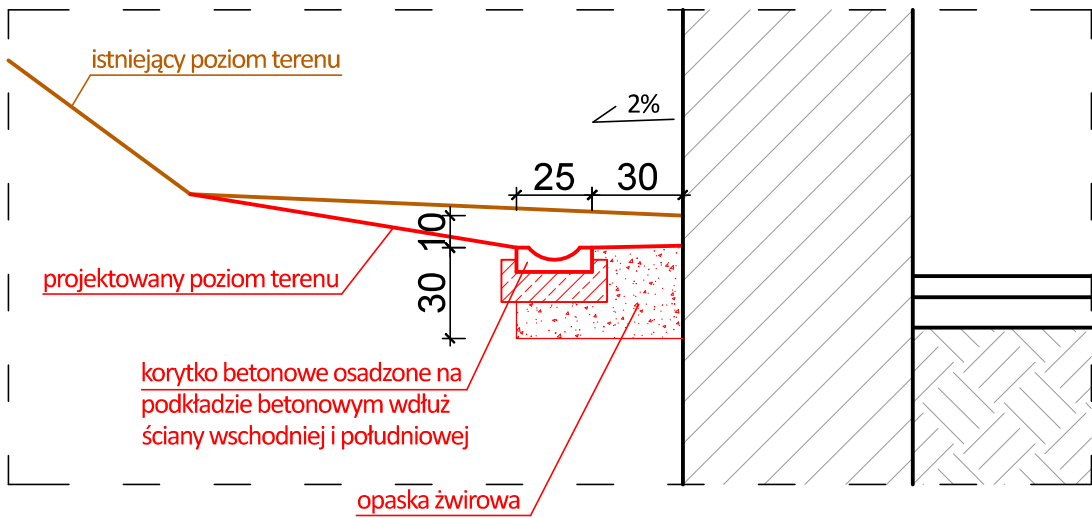 istniejący poziom terenu
2%
25
30
10
30
projektowany poziom terenu
korytko betonowe osadzone na
podkładzie betonowym wdłuż
ściany wschodniej i południowej
opaska żwirowa